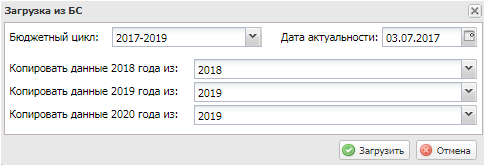 Загрузка из БС
Бюджетный цикл: 2017-2019 Дата актуальности: 03.07.2017
Копировать данные 2018 года из: 2018
Копировать данные 2019 года из: 2019
Копировать данные 2020 года из: 2019
Загрузить Отмена